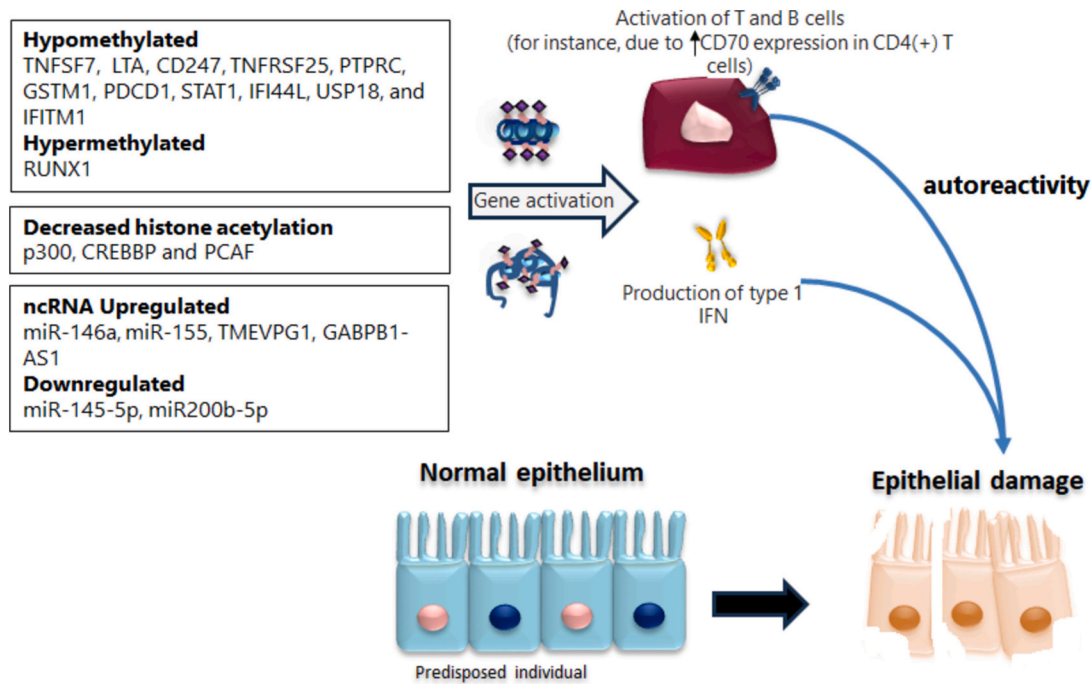 Hypomethylated
TNFSF7, LTA, CD247, TNFRSF25, PTPRC,
GSTM1, PDCD1, STAT1, IFI44L, USP18, and
IFITM1
Hypermethylated
RUNX1
Decreased histone acetylation
p300, CREBBP and PCAF
ncRNA Upregulated
miR-146a, miR-155, TMEVPG1, GABPB1-
AS1
Downregulated
miR-145-5p, miR200b-5p
Gene activation
Activation of T and B cells
(for instance, due to ↑CD70 expression in CD4(+) T
cells)
autoreactivity
Production of type 1
IFN
Normal epithelium
Epithelial damage
Predisposed individual